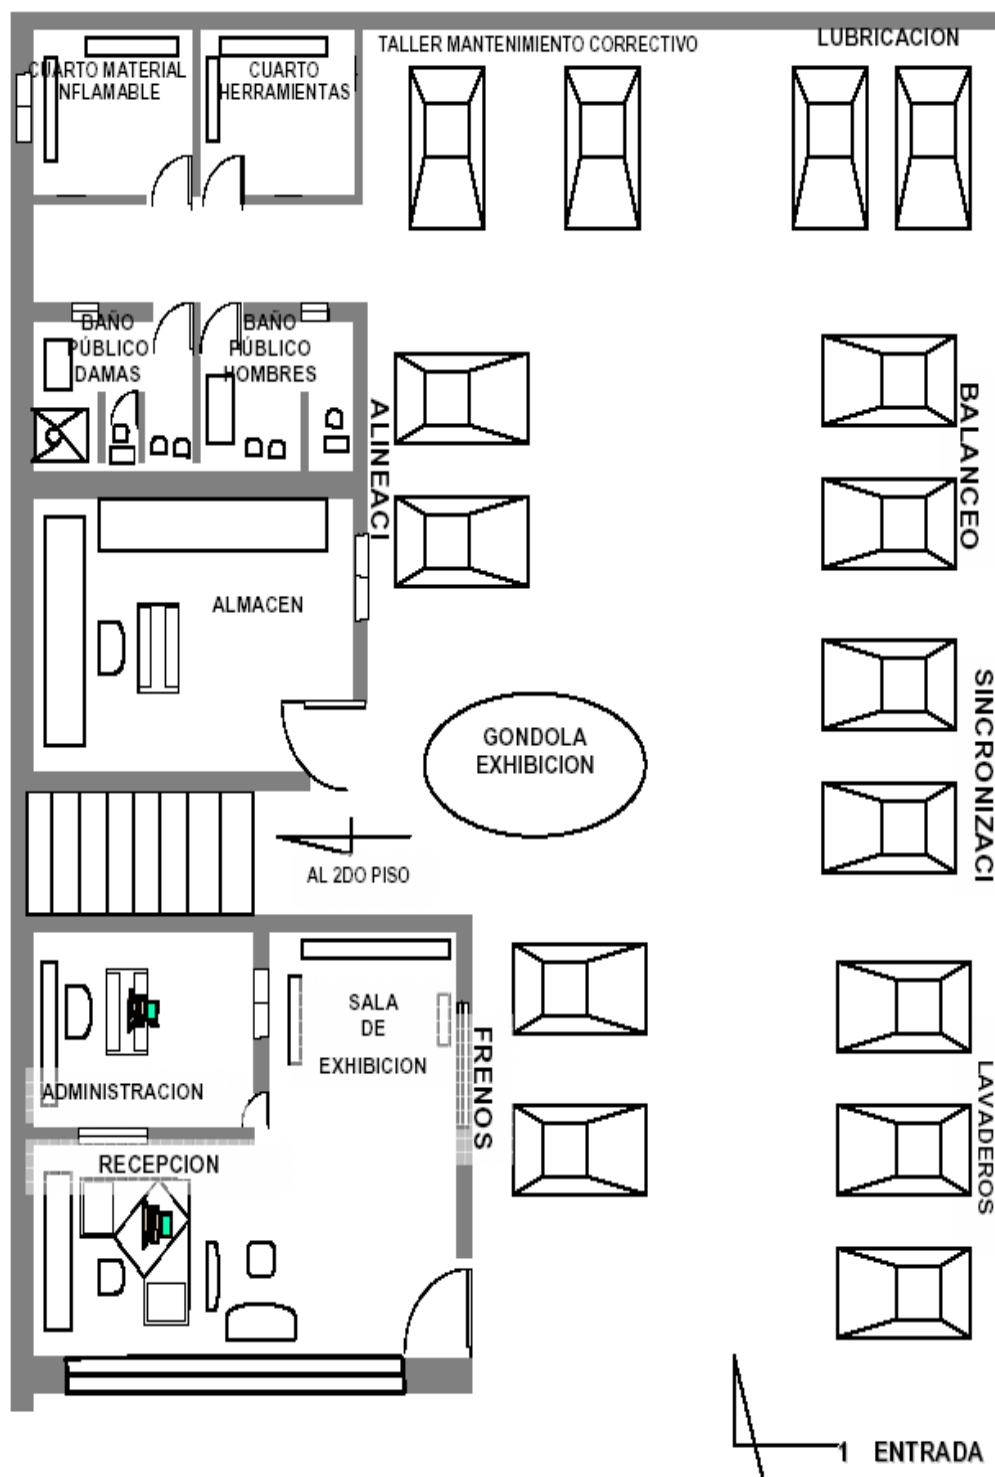 TALLER MANTENIMIENTO CORRECTIVO
LUBRICACION
CUARTO MATERIAL
INFLAMABLE
CUARTO
HERRAMIENTAS
BAÑO
PÚBLICO
DAMAS
BAÑO
PÚBLICO
HOMBRES
ALINEACI
BALANCEO
ALMACEN
GONDOLA
EXHIBICION
SINCRONIZACI
AL 2DO PISO
SALA
DE
EXHIBICION
FRENOS
ADMINISTRACION
LAVADEROS
RECEPCION
1 ENTRADA